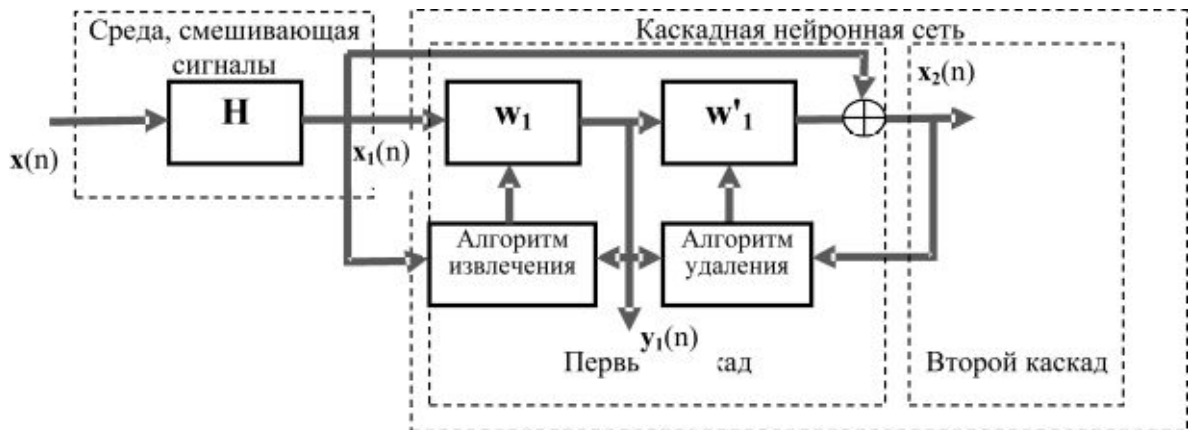 Среда, смешивающая
сигналы
Каскадная нейронная сеть
H
w₁
w'₁
x₂(n)
x(n)
x₁(n)
Алгоритм
извлечения
Алгоритм
удаления
y₁(n)
Второй каскад